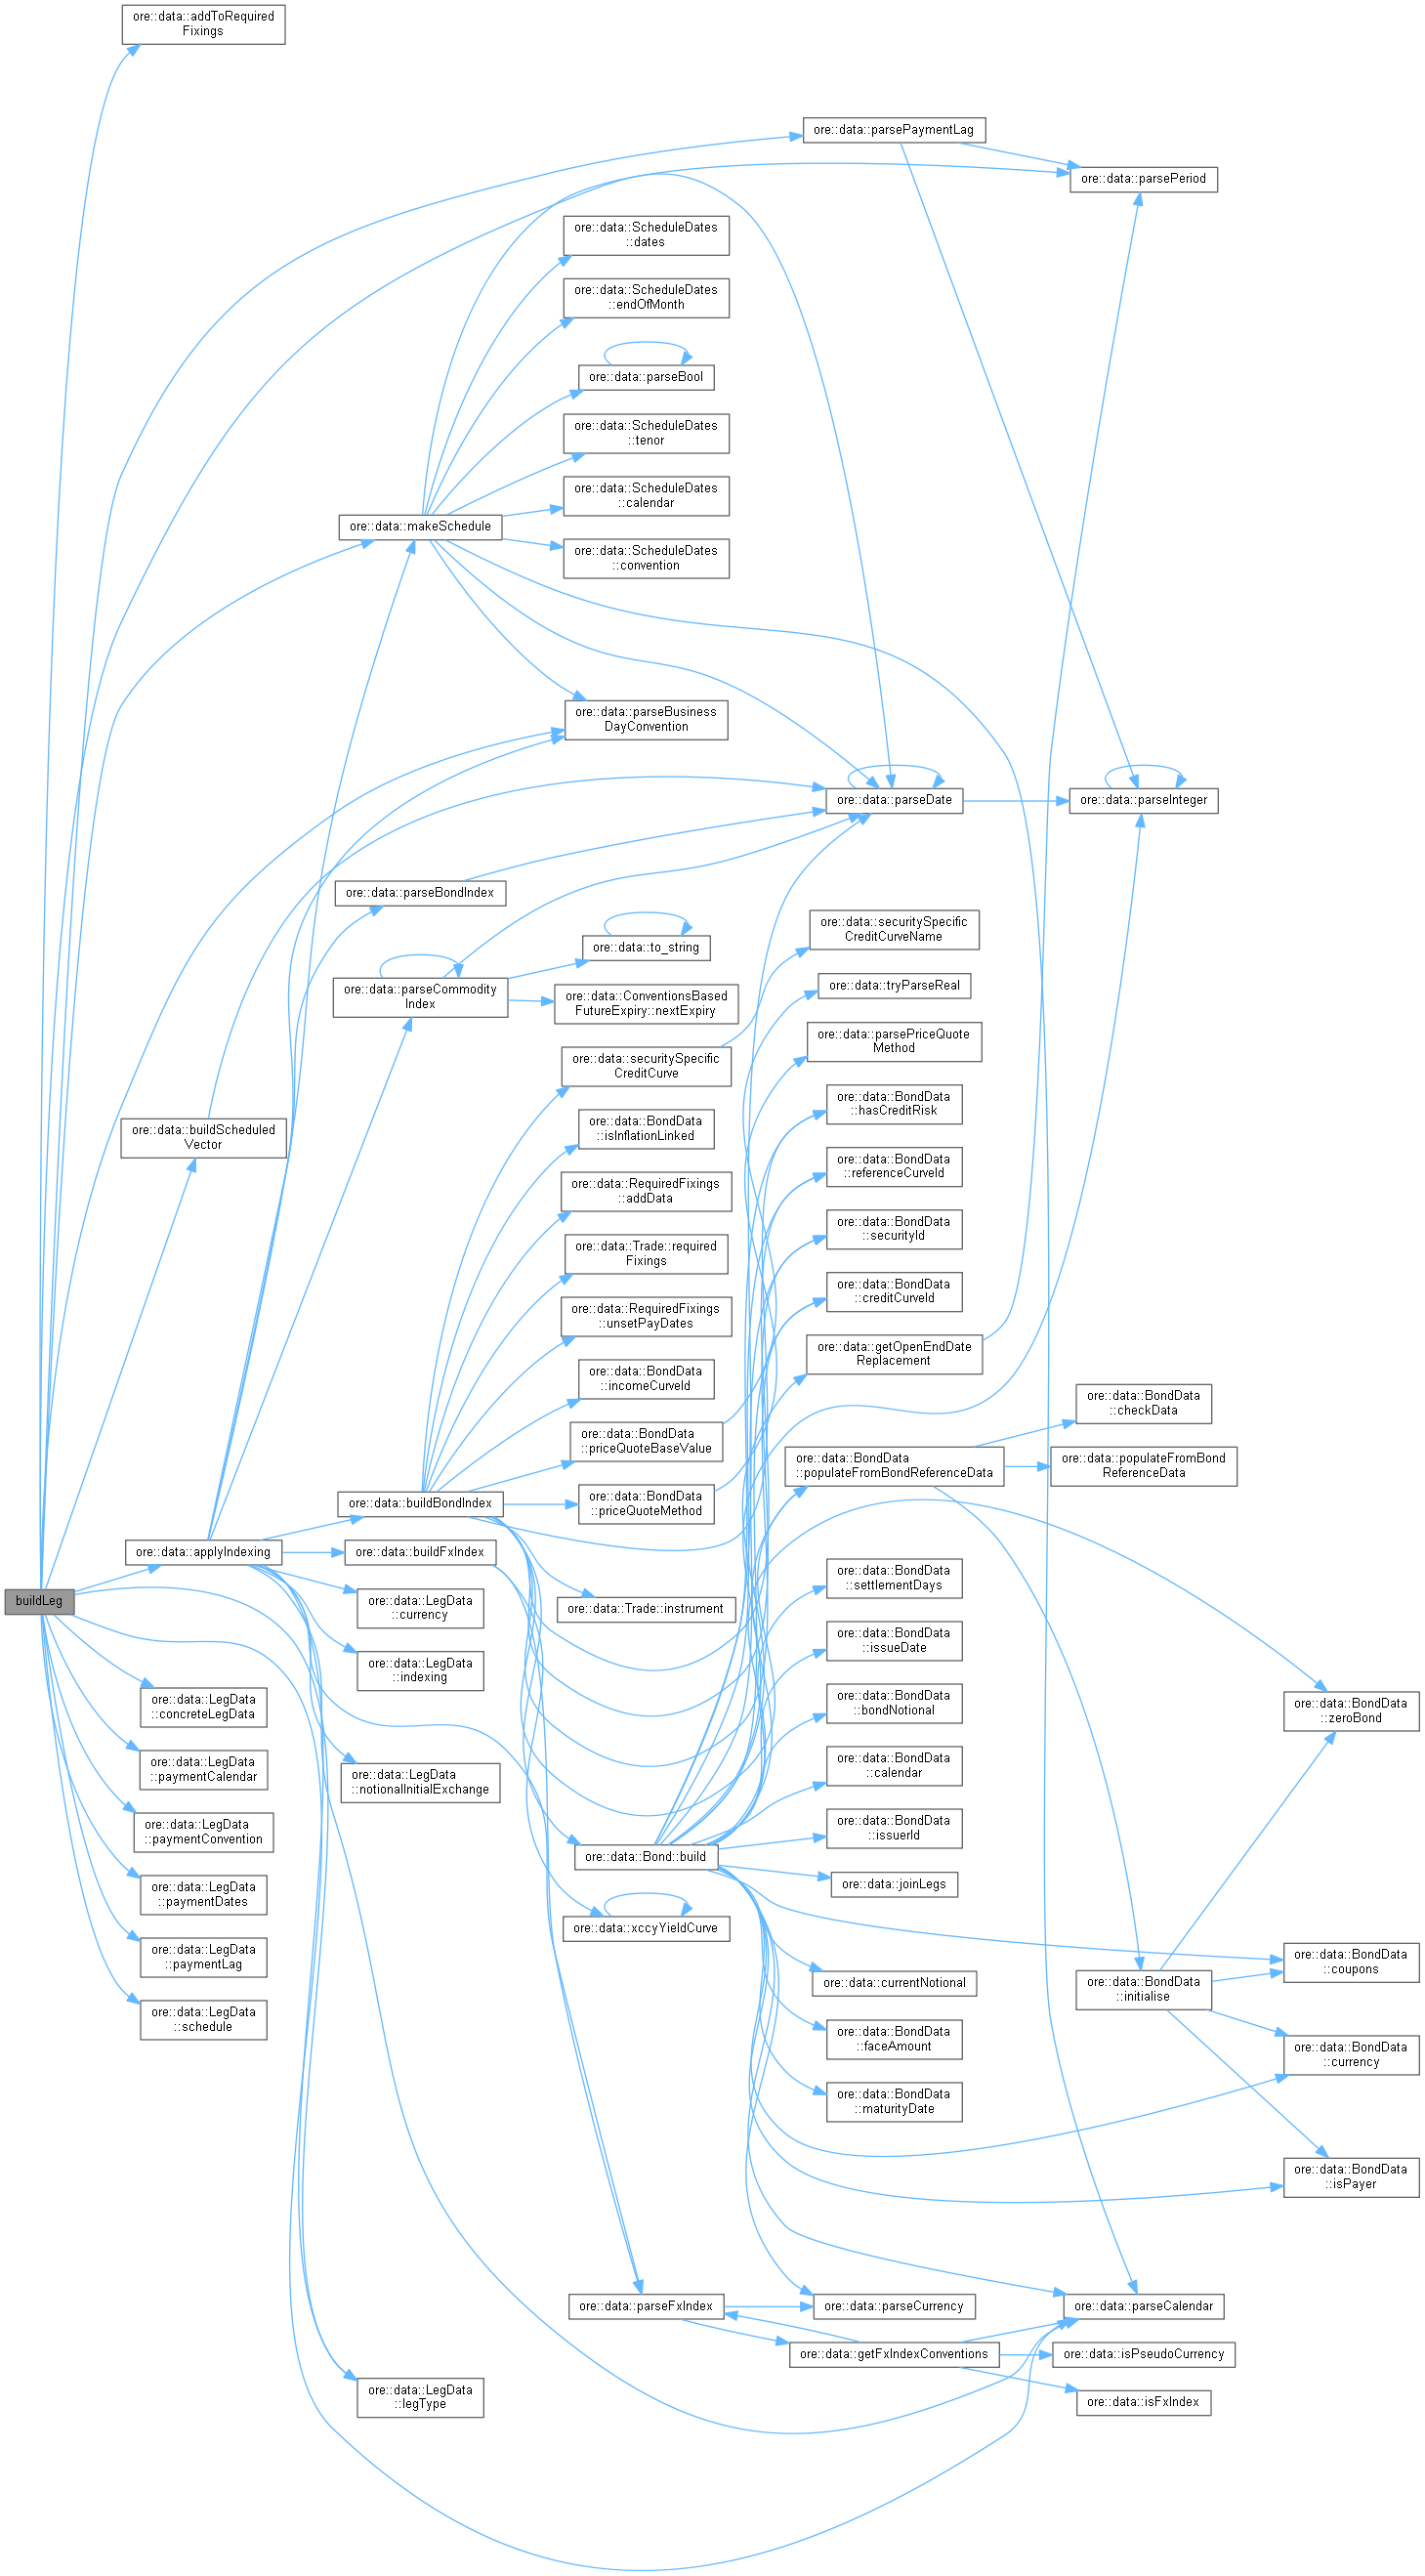 ore::data::addToRequired
Fixings
ore::data::parsePaymentLag
ore::data::parsePeriod
ore::data::ScheduleDates
::dates
ore::data::ScheduleDates
::endOfMonth
ore::data::parseBool
ore::data::ScheduleDates
::tenor
ore::data::ScheduleDates
::calendar
ore::data::makeSchedule
ore::data::ScheduleDates
::convention
ore::data::parseBusiness
DayConvention
ore::data::parseDate
ore::data::parseInteger
ore::data::parseBondIndex
ore::data::securitySpecific
CreditCurveName
ore::data::to_string
ore::data::parseCommodity
Index
ore::data::ConventionsBased
FutureExpiry::nextExpiry
ore::data::tryParseReal
ore::data::parsePriceQuote
Method
ore::data::securitySpecific
CreditCurve
ore::data::BondData
::hasCreditRisk
ore::data::buildScheduled
Vector
ore::data::BondData
::isInflationLinked
ore::data::BondData
::referenceCurveId
ore::data::RequiredFixings
::addData
ore::data::BondData
::securityId
ore::data::Trade::required
Fixings
ore::data::BondData
::creditCurveId
ore::data::RequiredFixings
::unsetPayDates
ore::data::getOpenEndDate
Replacement
ore::data::BondData
::incomeCurveId
ore::data::BondData
::checkData
ore::data::BondData
::priceQuoteBaseValue
ore::data::BondData
::populateFromBondReferenceData
ore::data::populateFromBond
ReferenceData
ore::data::buildBondIndex
ore::data::BondData
::priceQuoteMethod
ore::data::applyIndexing
ore::data::buildFxIndex
buildLeg
ore::data::LegData
::currency
ore::data::Trade::instrument
ore::data::BondData
::settlementDays
ore::data::LegData
::indexing
ore::data::BondData
::issueDate
ore::data::LegData
::concreteLegData
ore::data::BondData
::bondNotional
ore::data::BondData
::zeroBond
ore::data::LegData
::paymentCalendar
ore::data::LegData
::notionalInitialExchange
ore::data::BondData
::calendar
ore::data::LegData
::paymentConvention
ore::data::Bond::build
ore::data::BondData
::issuerId
ore::data::LegData
::paymentDates
ore::data::joinLegs
ore::data::xccyYieldCurve
ore::data::LegData
::paymentLag
ore::data::BondData
::coupons
ore::data::currentNotional
ore::data::BondData
::initialise
ore::data::LegData
::schedule
ore::data::BondData
::faceAmount
ore::data::BondData
::currency
ore::data::BondData
::maturityDate
ore::data::BondData
::isPayer
ore::data::parseFxIndex
ore::data::parseCurrency
ore::data::parseCalendar
ore::data::getFxIndexConventions
ore::data::isPseudoCurrency
ore::data::LegData
::legType
ore::data::isFxIndex